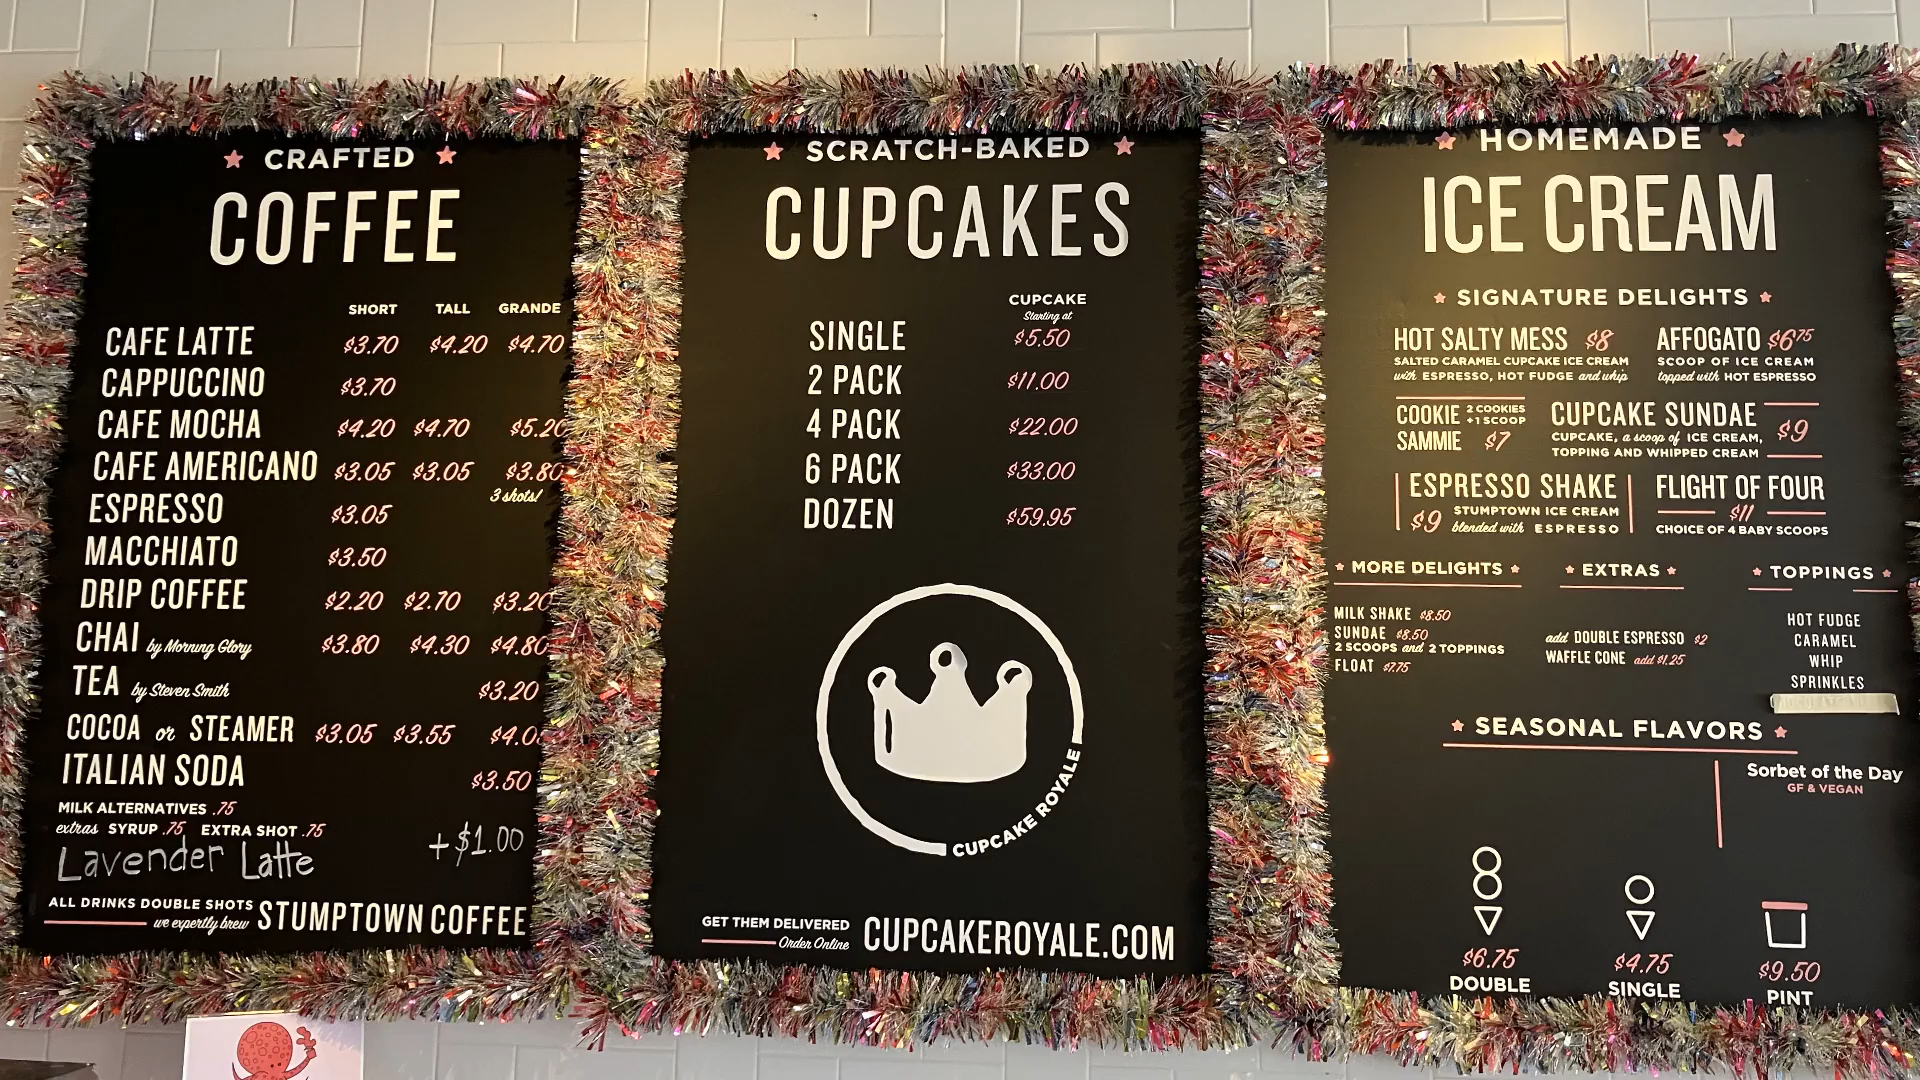 CRAFTED
COFFEE
SHORT TALL GRANDE
CAFE LATTE $3.70 $4.20 $4.70
CAPPUCCINO $3.70
CAFE MOCHA $4.20 $4.70 $5.20
CAFE AMERICANO $3.05 $3.05 $3.80
3 shots!
ESPRESSO $3.05
MACCHIATO $3.50
DRIP COFFEE $2.20 $2.70 $3.20
CHAI by Morning Glory $3.80 $4.30 $4.80
TEA by Steven Smith $3.20
COCOA or STEAMER $3.05 $3.55
ITALIAN SODA $3.50
MILK ALTERNATIVES .75
extras SYRUP .75 EXTRA SHOT .75
Lavender Latte +$1.00
ALL DRINKS DOUBLE SHOTS
we expertly brew STUMPTOWN COFFEE
SCRATCH-BAKED
CUPCAKES
CUPCAKE
Starting at
SINGLE $5.50
2 PACK $11.00
4 PACK $22.00
6 PACK $33.00
DOZEN $59.95
CUPCAKE ROYALE
GET THEM DELIVERED
Order Online CUPCAKEROYALE.COM
HOMEMADE
ICE CREAM
SIGNATURE DELIGHTS
HOT SALTY MESS $8
SALTED CARAMEL CUPCAKE ICE CREAM
with ESPRESSO, HOT FUDGE and whip
AFFOGATO $6.75
SCOOP OF ICE CREAM
topped with HOT ESPRESSO
COOKIE 2 COOKIES
+1 SCOOP
SAMMIE $7
CUPCAKE SUNDAE $9
CUPCAKE, a scoop of ICE CREAM,
TOPPING AND WHIPPED CREAM
ESPRESSO SHAKE
$9 STUMPTOWN ICE CREAM
blended with ESPRESSO
FLIGHT OF FOUR
$11
CHOICE OF 4 BABY SCOOPS
MORE DELIGHTS
MILK SHAKE $8.50
SUNDAE $8.50
2 SCOOPS and 2 TOPPINGS
FLOAT $7.75
EXTRAS
add DOUBLE ESPRESSO $2
WAFFLE CONE add $1.25
TOPPINGS
HOT FUDGE
CARAMEL
WHIP
SPRINKLES
SEASONAL FLAVORS
Sorbet of the Day
GF & VEGAN
$6.75
DOUBLE
$4.75
SINGLE
$9.50
PINT